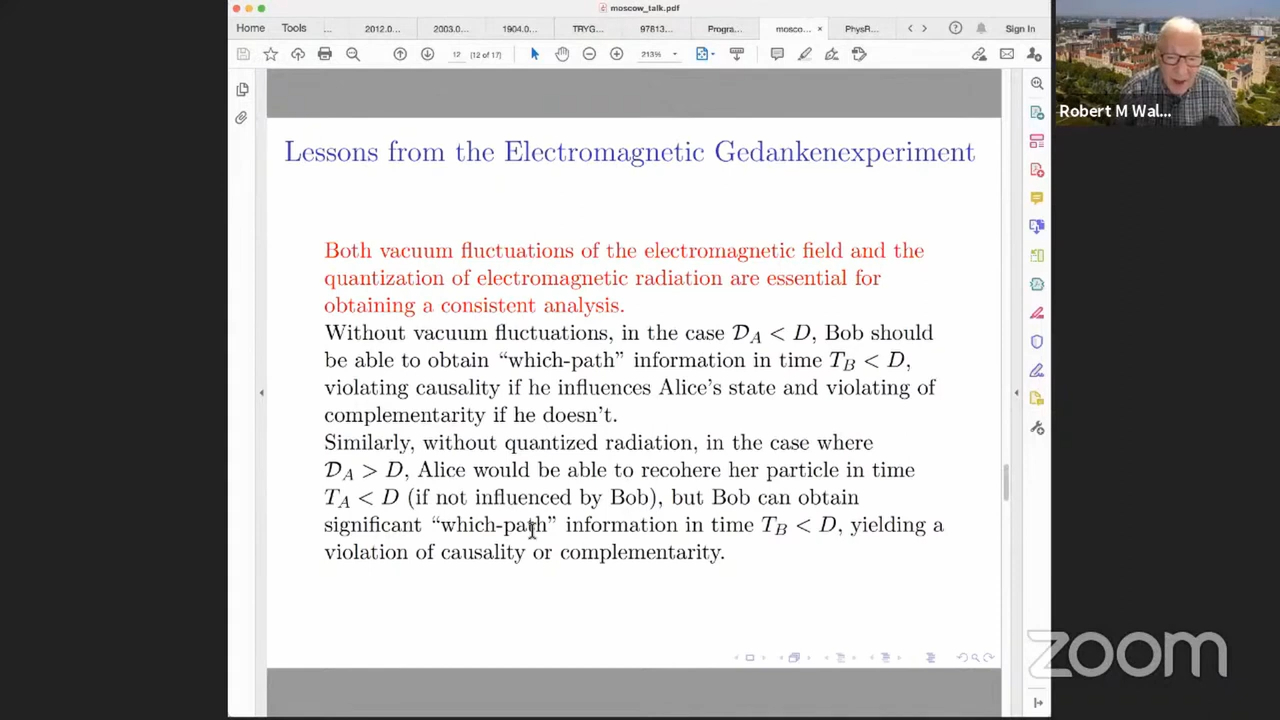 moscow_talk.pdf
Home Tools ... 2012.0... 2003.0... 1904.0... TRYG... 97813... Progra... mosco... × PhysR... Sign In
12 (12 of 17) 213%
Robert M Wal...
Lessons from the Electromagnetic Gedankenexperiment
Both vacuum fluctuations of the electromagnetic field and the
quantization of electromagnetic radiation are essential for
obtaining a consistent analysis.
Without vacuum fluctuations, in the case 𝒟_A < D, Bob should
be able to obtain “which-path” information in time T_B < D,
violating causality if he influences Alice’s state and violating of
complementarity if he doesn’t.
Similarly, without quantized radiation, in the case where
𝒟_A > D, Alice would be able to recohere her particle in time
T_A < D (if not influenced by Bob), but Bob can obtain
significant “which-path” information in time T_B < D, yielding a
violation of causality or complementarity.
zoom